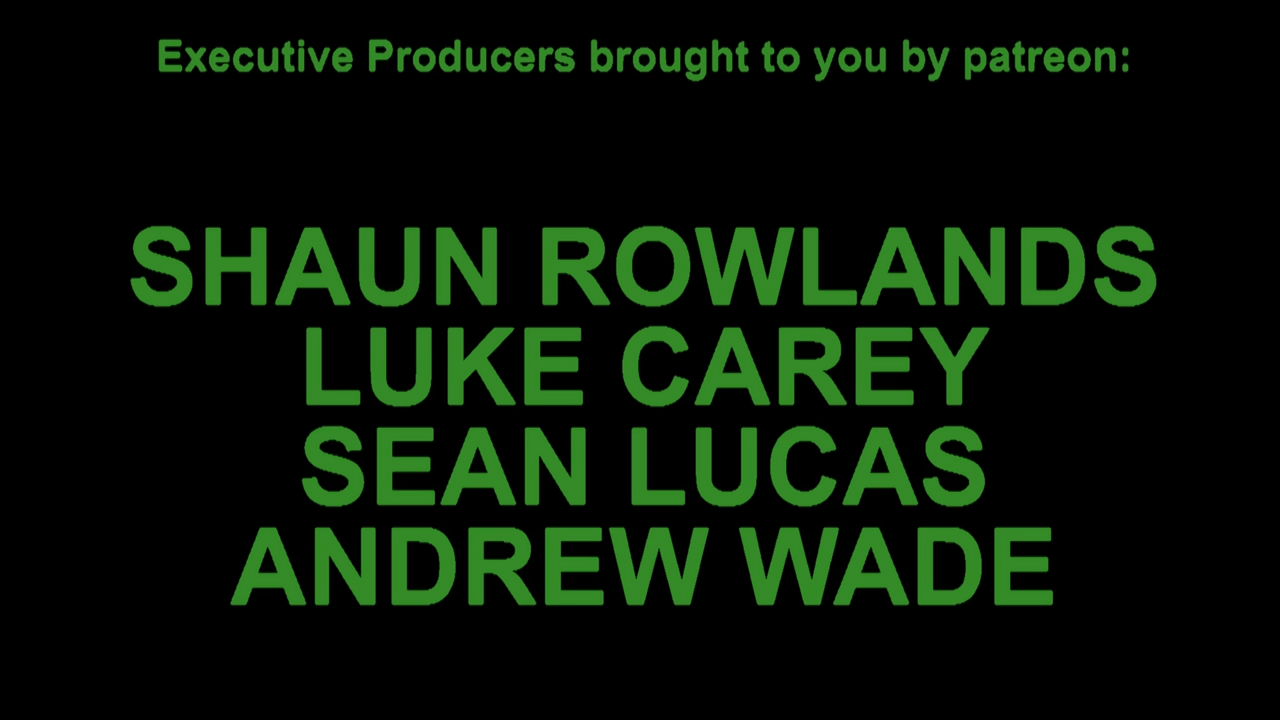 Executive Producers brought to you by patreon:
SHAUN ROWLANDS
LUKE CAREY
SEAN LUCAS
ANDREW WADE